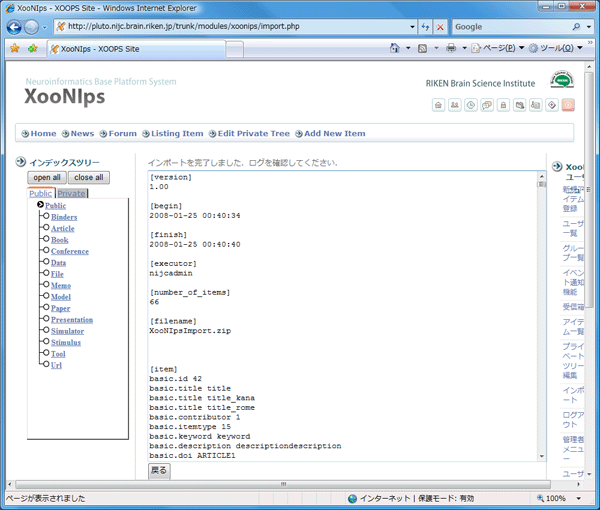 XooNIps - XOOPS Site - Windows Internet Explorer
http://pluto.nijc.brain.riken.jp/trunk/modules/xoonips/import.php
Google
XooNIps - XOOPS Site
ページ(P)
ツール(O)
Neuroinformatics Base Platform System
XooNIps
RIKEN Brain Science Institute
Home
News
Forum
Listing Item
Edit Private Tree
Add New Item
インデックスツリー
open all
close all
Public
Private
Public
Binders
Article
Book
Conference
Data
File
Memo
Model
Paper
Presentation
Simulator
Stimulus
Tool
Url
インポートを完了しました. ログを確認してください.
[version]
1.00
[begin]
2008-01-25 00:40:34
[finish]
2008-01-25 00:40:40
[executor]
nijcadmin
[number_of_items]
66
[filename]
XooNIpsImport.zip
[item]
basic.id 42
basic.title title
basic.title title_kana
basic.title title_rome
basic.contributor 1
basic.itemtype 15
basic.keyword keyword
basic.description descriptiondescription
basic.doi ARTICLE1
戻る
XooN
ユーザ
イテム
登録
ユーザ
一覧
グルー
プ一覧
イベン
ト通知
機能
受信箱
アイテ
ム一覧
プライ
ベート
ツリー
編集
インポ
ート
ログア
ウト
管理者
メニュ
ー
ユーザ
ページが表示されました
インターネット | 保護モード: 有効
100%